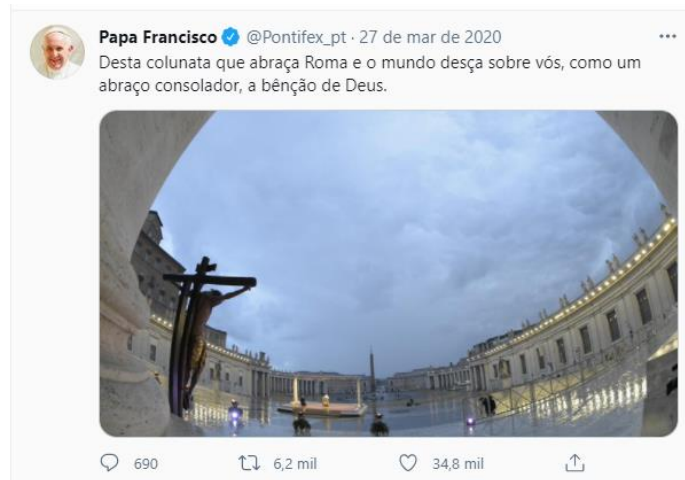 Papa Francisco @Pontifex_pt · 27 de mar de 2020
Desta colunata que abraça Roma e o mundo desça sobre vós, como um
abraço consolador, a bênção de Deus.
690 6,2 mil 34,8 mil